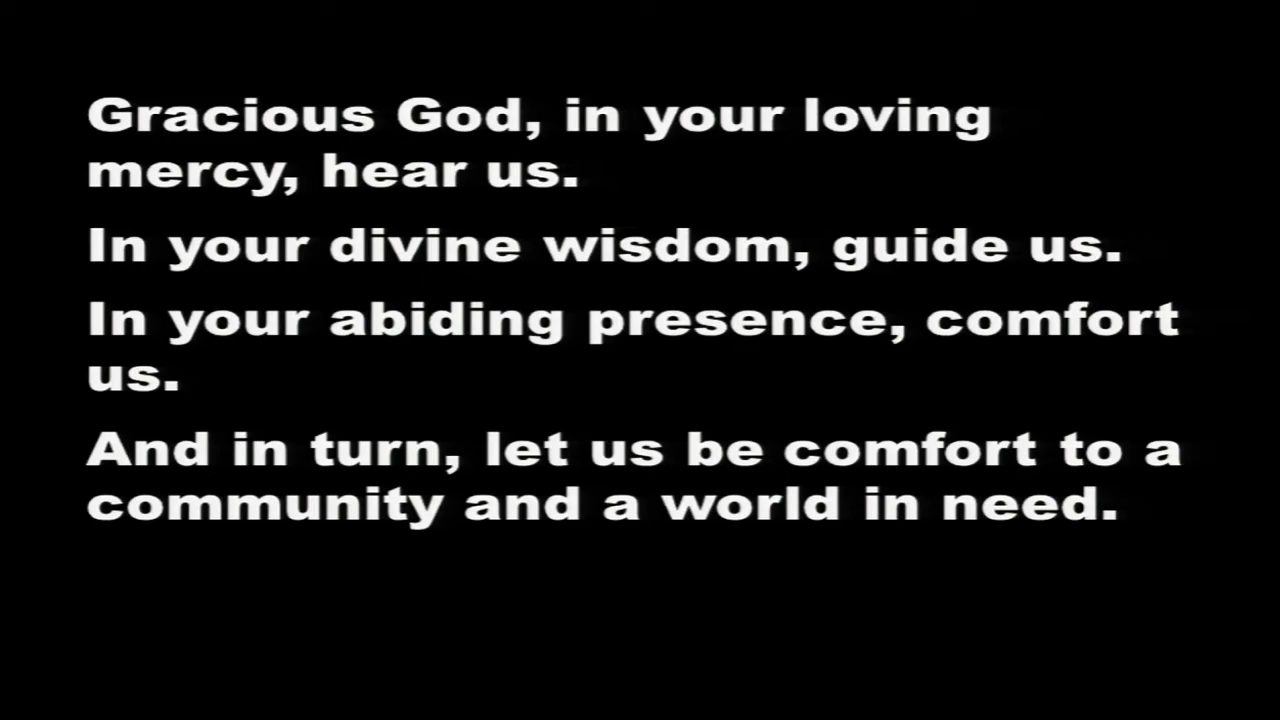 Gracious God, in your loving
mercy, hear us.
In your divine wisdom, guide us.
In your abiding presence, comfort
us.
And in turn, let us be comfort to a
community and a world in need.